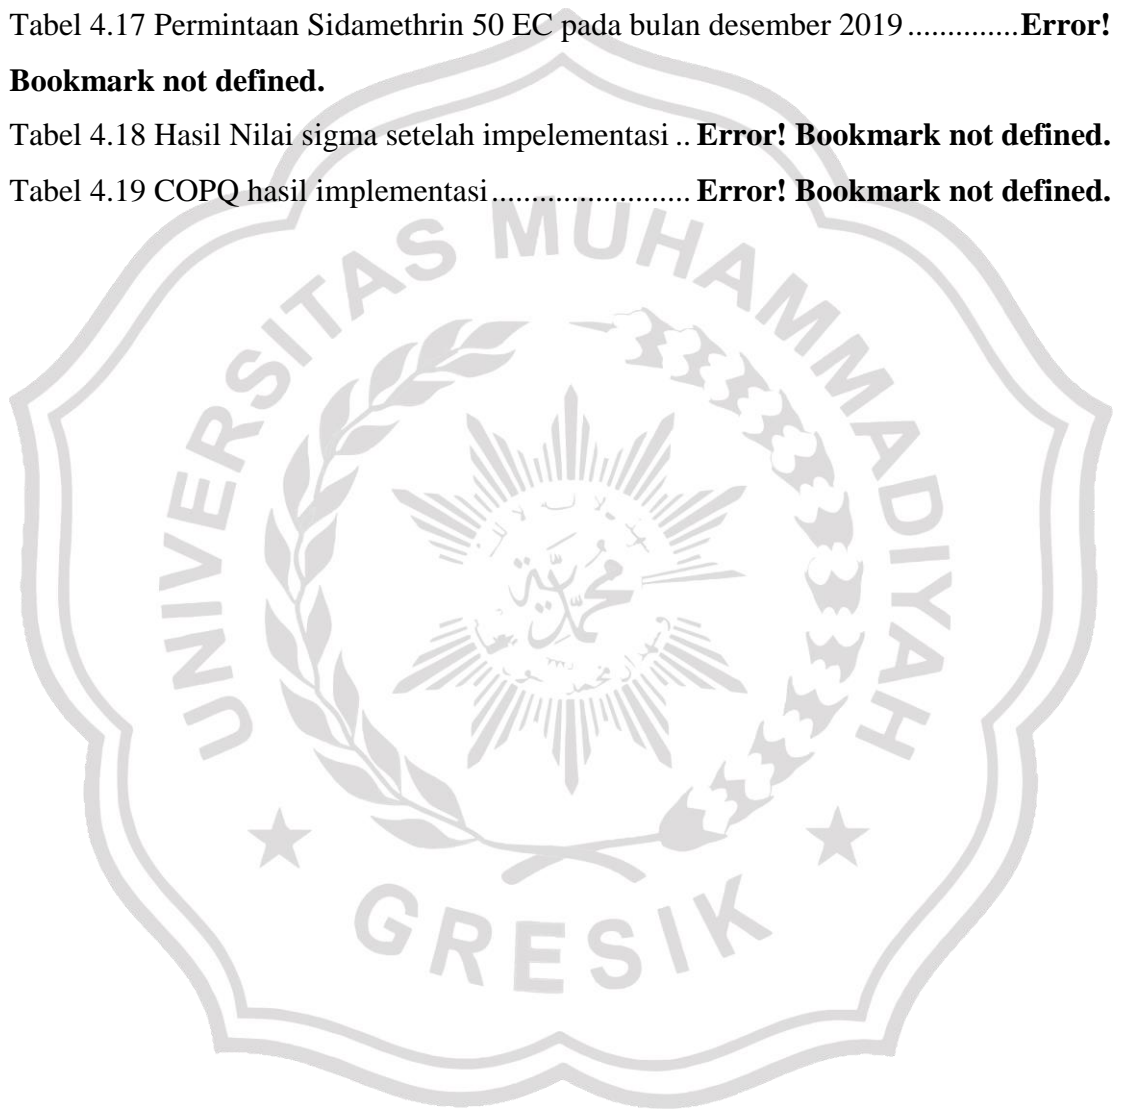 Tabel 4.17 Permintaan Sidamethrin 50 EC pada bulan desember 2019 ..............Error!
Bookmark not defined.
Tabel 4.18 Hasil Nilai sigma setelah impelementasi .. Error! Bookmark not defined.
Tabel 4.19 COPQ hasil implementasi......................... Error! Bookmark not defined.
UNIVERSITAS MUHAMMADIYAH
GRESIK